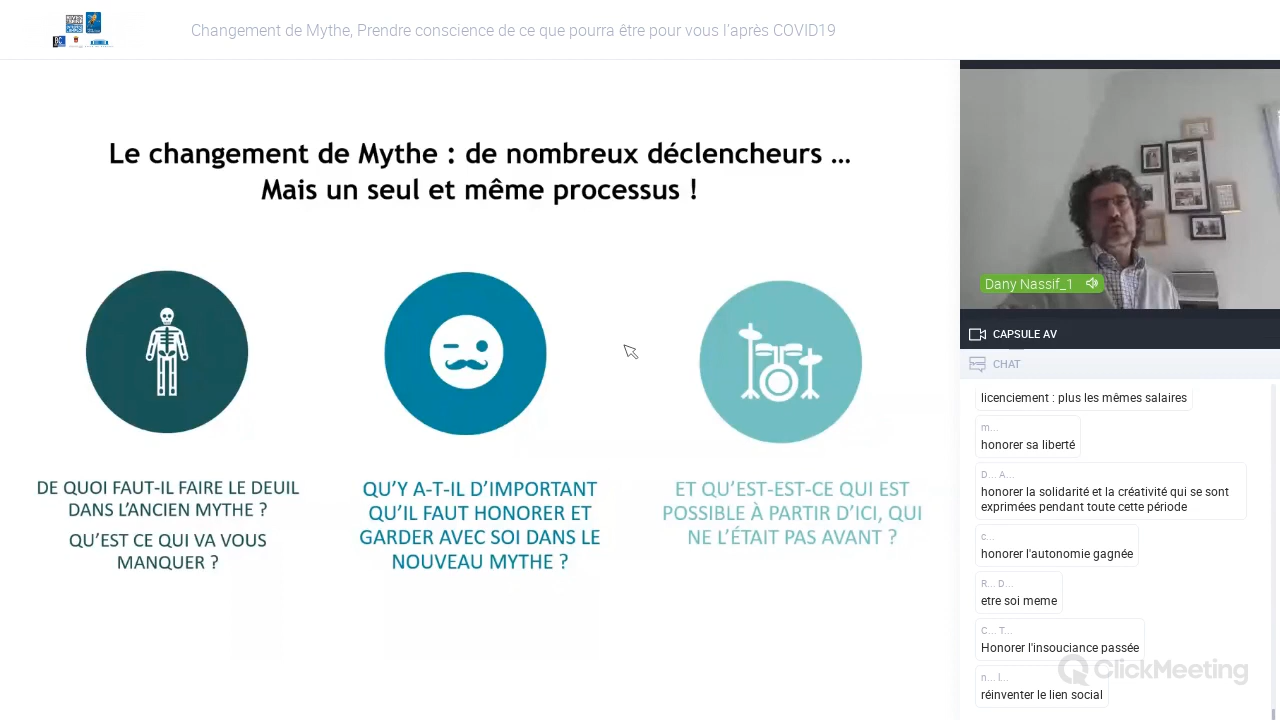 Changement de Mythe, Prendre conscience de ce que pourra être pour vous l'après COVID19
Le changement de Mythe : de nombreux déclencheurs ...
Mais un seul et même processus !
DE QUOI FAUT-IL FAIRE LE DEUIL
DANS L'ANCIEN MYTHE ?
QU'EST CE QUI VA VOUS
MANQUER ?
QU'Y A-T-IL D'IMPORTANT
QU'IL FAUT HONORER ET
GARDER AVEC SOI DANS LE
NOUVEAU MYTHE ?
ET QU'EST-EST-CE QUI EST
POSSIBLE À PARTIR D'ICI, QUI
NE L'ÉTAIT PAS AVANT ?
Dany Nassif_1
CAPSULE AV
CHAT
licenciement : plus les mêmes salaires
m...
honorer sa liberté
D... A...
honorer la solidarité et la créativité qui se sont
exprimées pendant toute cette période
c...
honorer l'autonomie gagnée
R... D...
etre soi meme
C... T...
Honorer l'insouciance passée
n... l...
réinventer le lien social
ClickMeeting